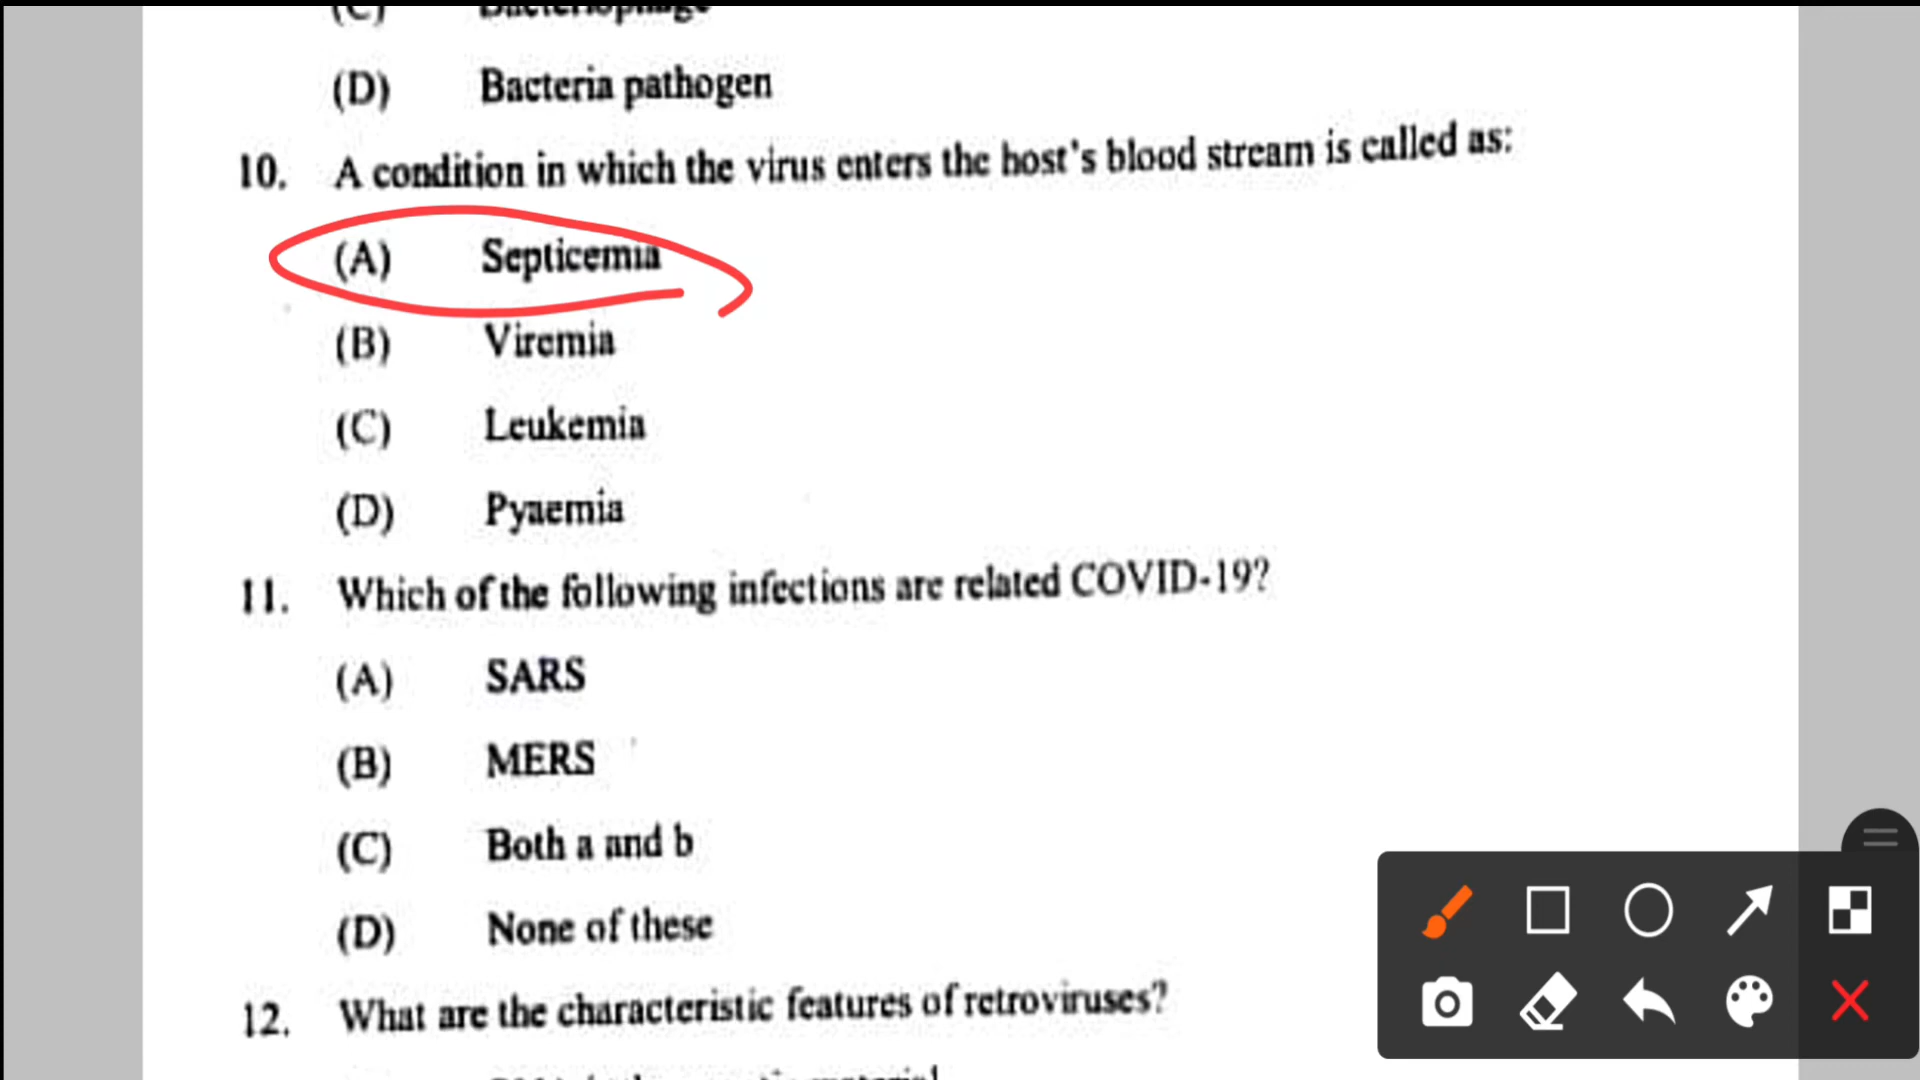 (C) Bacteriophage
(D) Bacteria pathogen
10. A condition in which the virus enters the host's blood stream is called as:
(A) Septicemia
(B) Viremia
(C) Leukemia
(D) Pyaemia
11. Which of the following infections are related COVID-19?
(A) SARS
(B) MERS
(C) Both a and b
(D) None of these
12. What are the characteristic features of retroviruses?